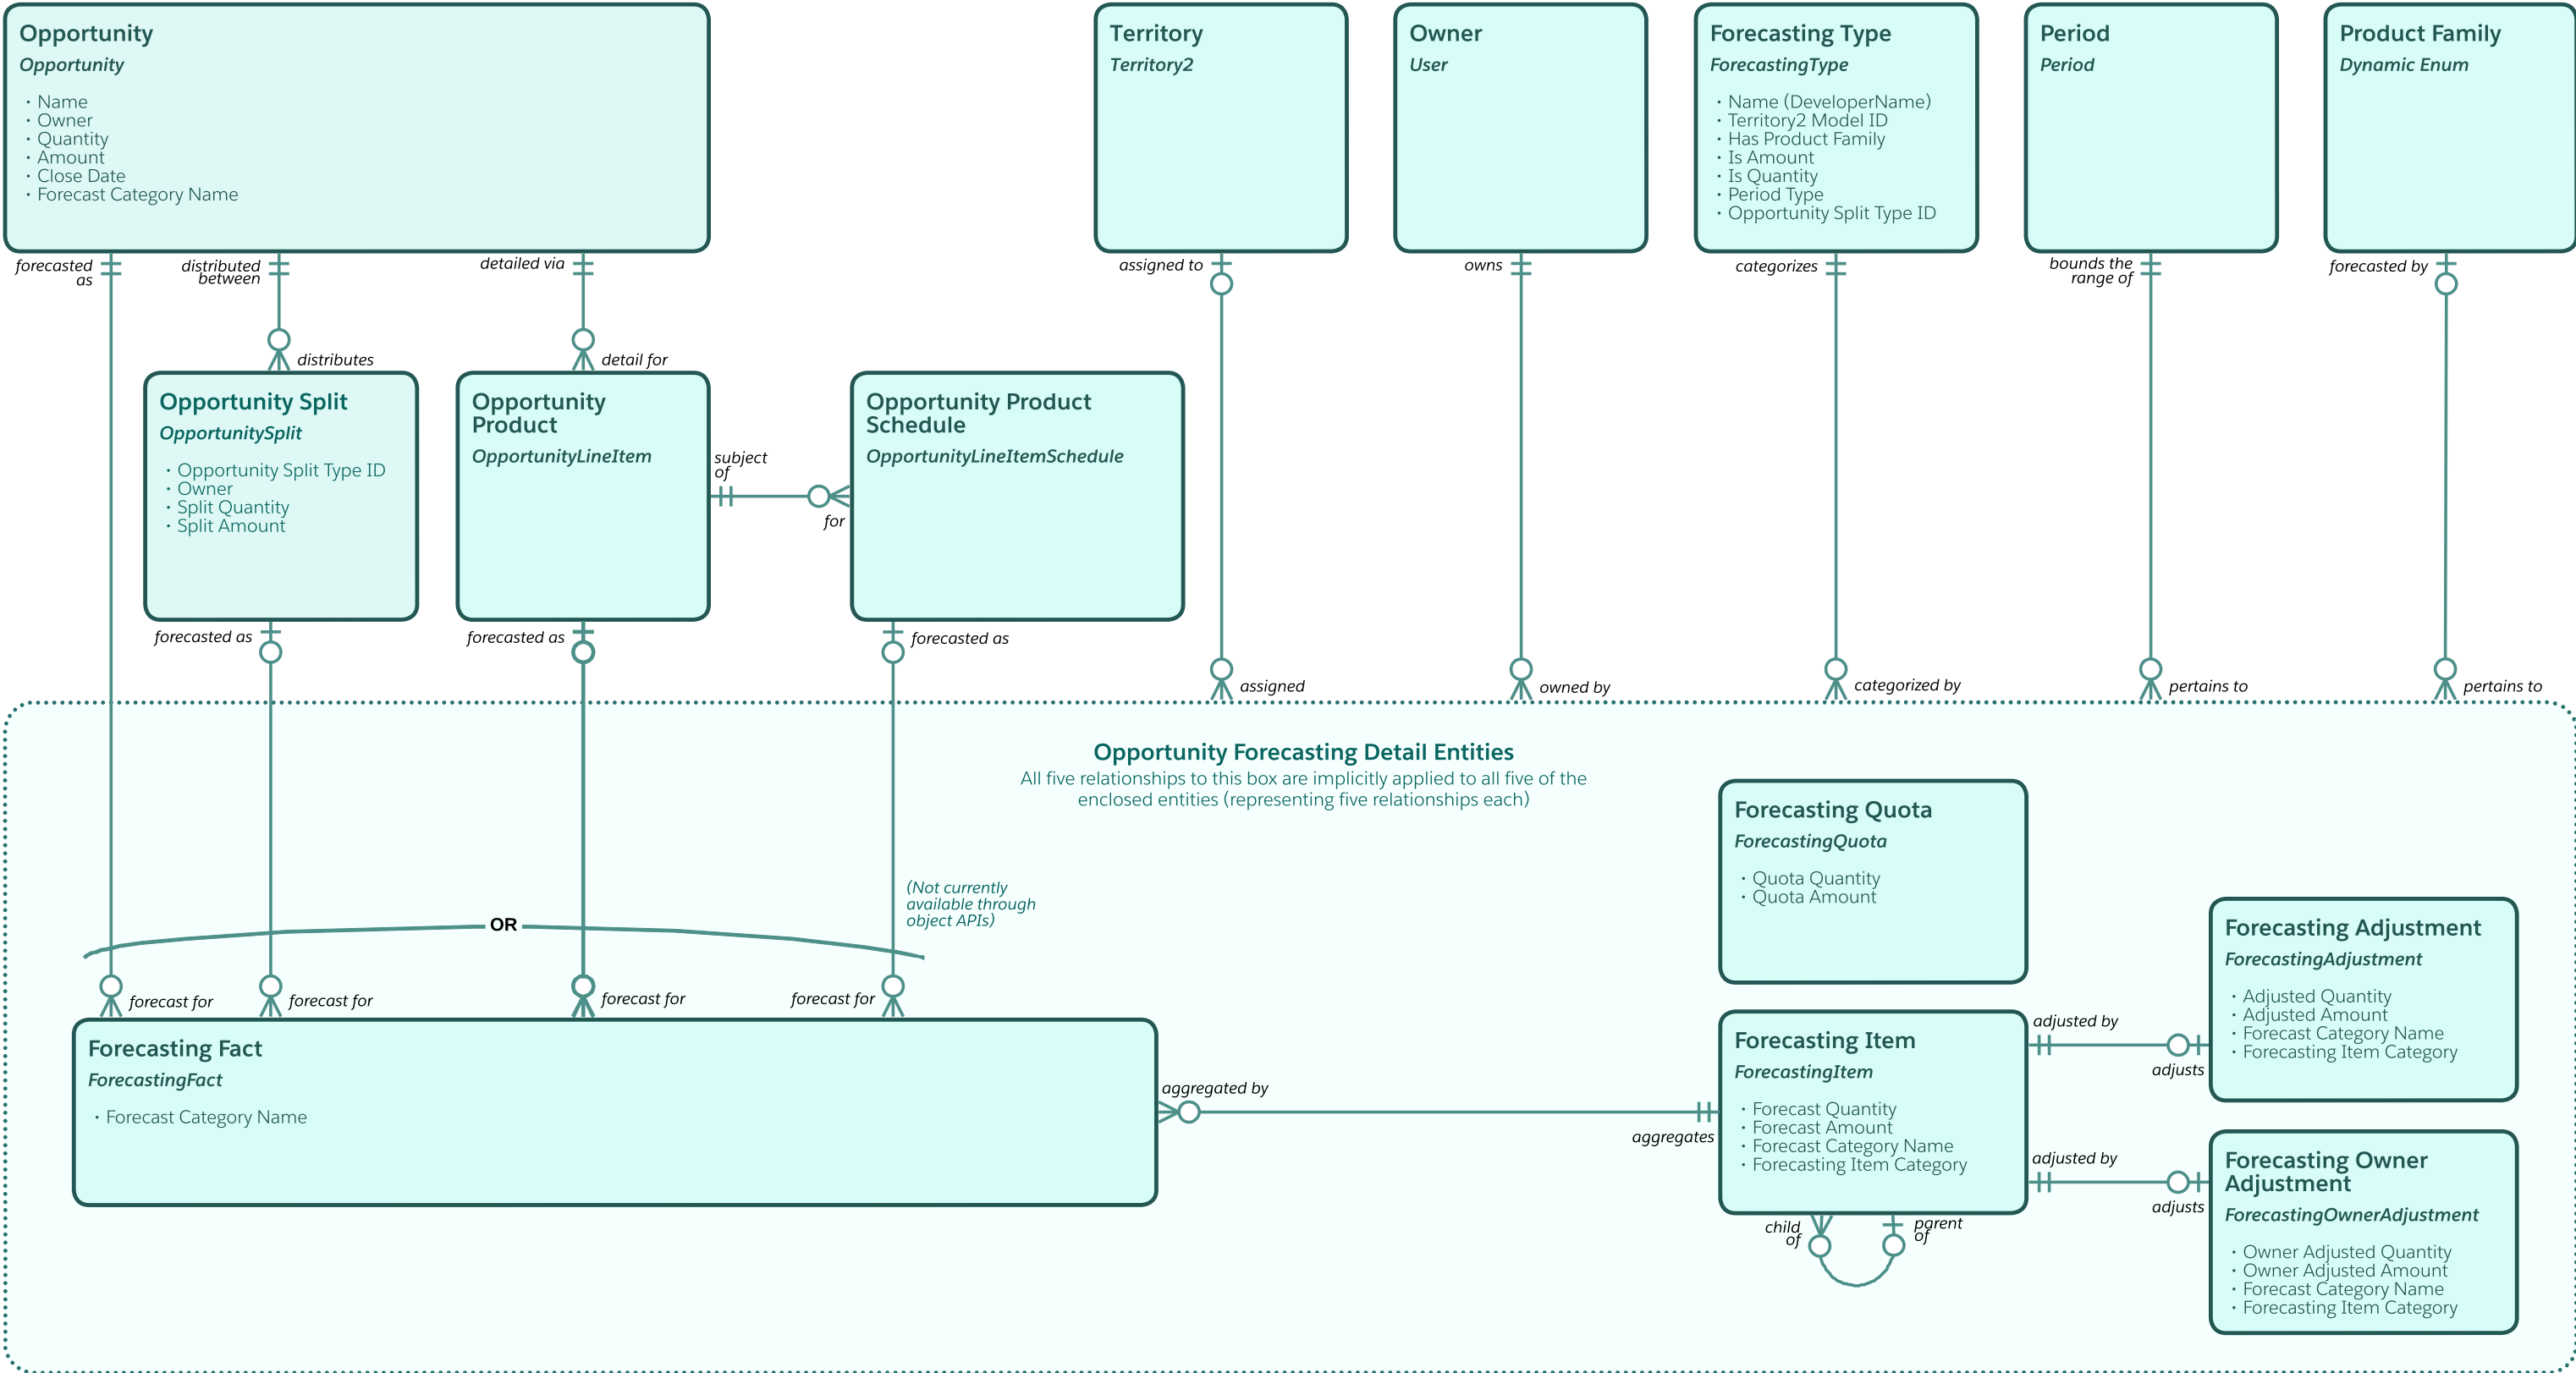 Opportunity
Opportunity
· Name
· Owner
· Quantity
· Amount
· Close Date
· Forecast Category Name
Territory
Territory2
Owner
User
Forecasting Type
ForecastingType
· Name (DeveloperName)
· Territory2 Model ID
· Has Product Family
· Is Amount
· Is Quantity
· Period Type
· Opportunity Split Type ID
Period
Period
Product Family
Dynamic Enum
forecasted
as
distributed
between
detailed via
assigned to
owns
categorizes
bounds the
range of
forecasted by
distributes
detail for
Opportunity Split
OpportunitySplit
· Opportunity Split Type ID
· Owner
· Split Quantity
· Split Amount
Opportunity
Product
OpportunityLineItem
subject
of
for
Opportunity Product
Schedule
OpportunityLineItemSchedule
forecasted as
forecasted as
forecasted as
assigned
owned by
categorized by
pertains to
pertains to
Opportunity Forecasting Detail Entities
All five relationships to this box are implicitly applied to all five of the
enclosed entities (representing five relationships each)
(Not currently
available through
object APIs)
OR
forecast for
forecast for
forecast for
forecast for
Forecasting Fact
ForecastingFact
· Forecast Category Name
aggregated by
aggregates
Forecasting Quota
ForecastingQuota
· Quota Quantity
· Quota Amount
Forecasting Item
ForecastingItem
· Forecast Quantity
· Forecast Amount
· Forecast Category Name
· Forecasting Item Category
child
of
parent
of
adjusted by
adjusts
adjusted by
adjusts
Forecasting Adjustment
ForecastingAdjustment
· Adjusted Quantity
· Adjusted Amount
· Forecast Category Name
· Forecasting Item Category
Forecasting Owner
Adjustment
ForecastingOwnerAdjustment
· Owner Adjusted Quantity
· Owner Adjusted Amount
· Forecast Category Name
· Forecasting Item Category